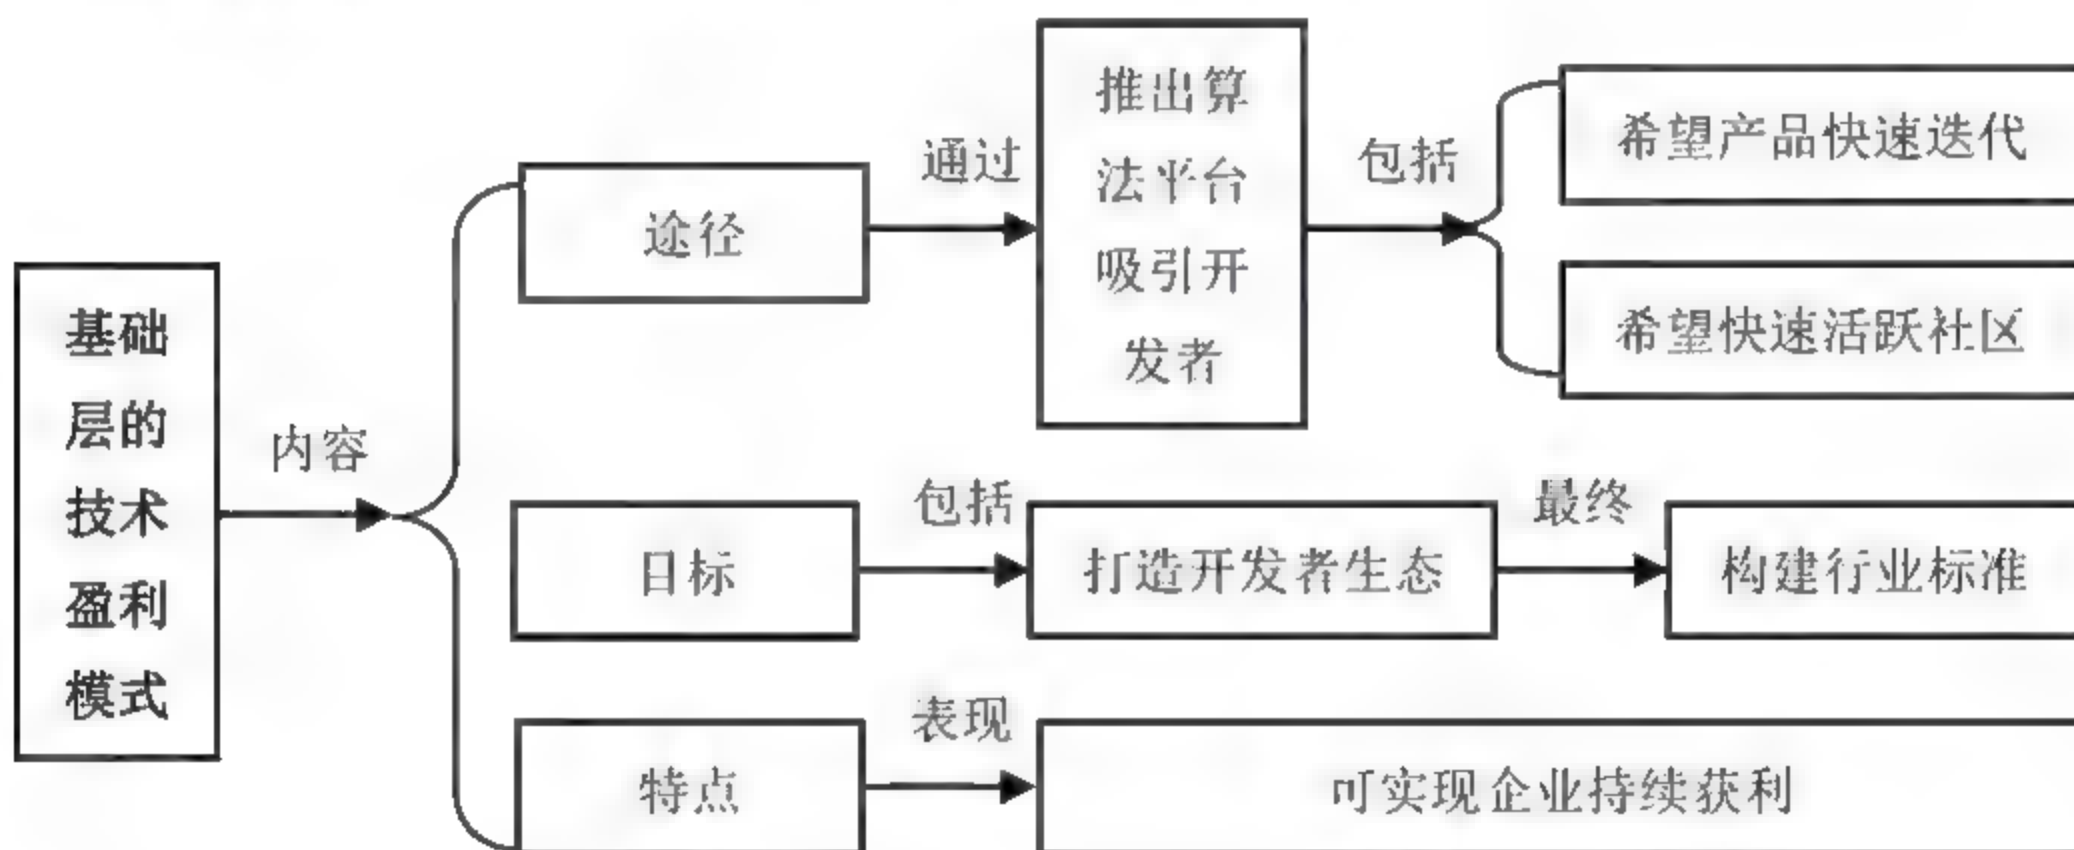 基础
层的
技术
盈利
模式
内容
途径
通过
推出算
法平台
吸引开
发者
包括
希望产品快速迭代
希望快速活跃社区
目标
包括
打造开发者生态
最终
构建行业标准
特点
表现
可实现企业持续获利